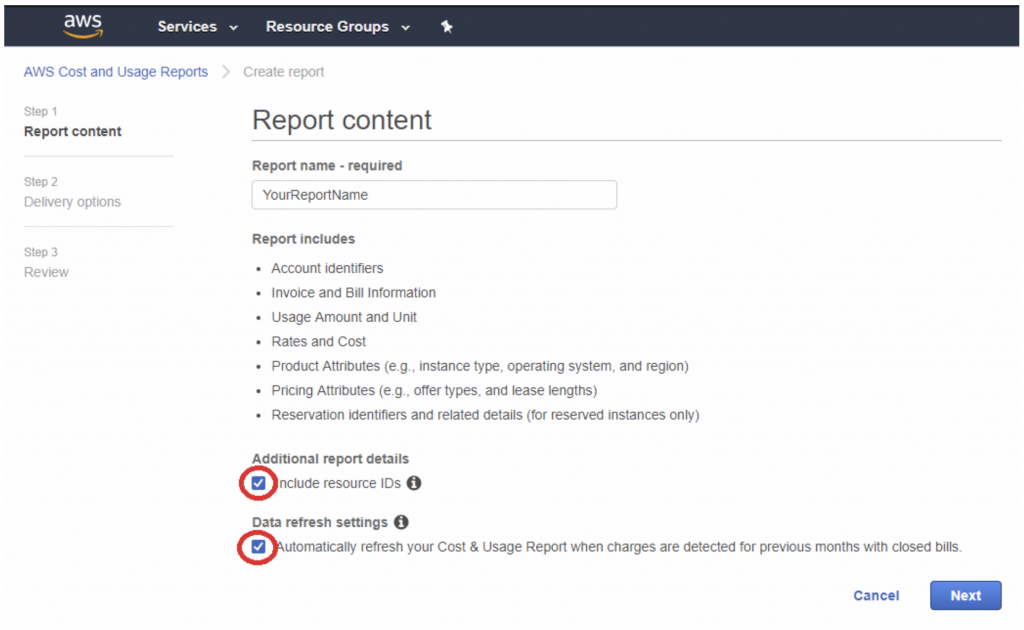 aws
Services
Resource Groups
AWS Cost and Usage Reports
Create report
Step 1
Report content
Step 2
Delivery options
Step 3
Review
Report content
Report name - required
YourReportName
Report includes
• Account identifiers
• Invoice and Bill Information
• Usage Amount and Unit
• Rates and Cost
• Product Attributes (e.g., instance type, operating system, and region)
• Pricing Attributes (e.g., offer types, and lease lengths)
• Reservation identifiers and related details (for reserved instances only)
Additional report details
Include resource IDs
Data refresh settings
Automatically refresh your Cost & Usage Report when charges are detected for previous months with closed bills.
Cancel
Next